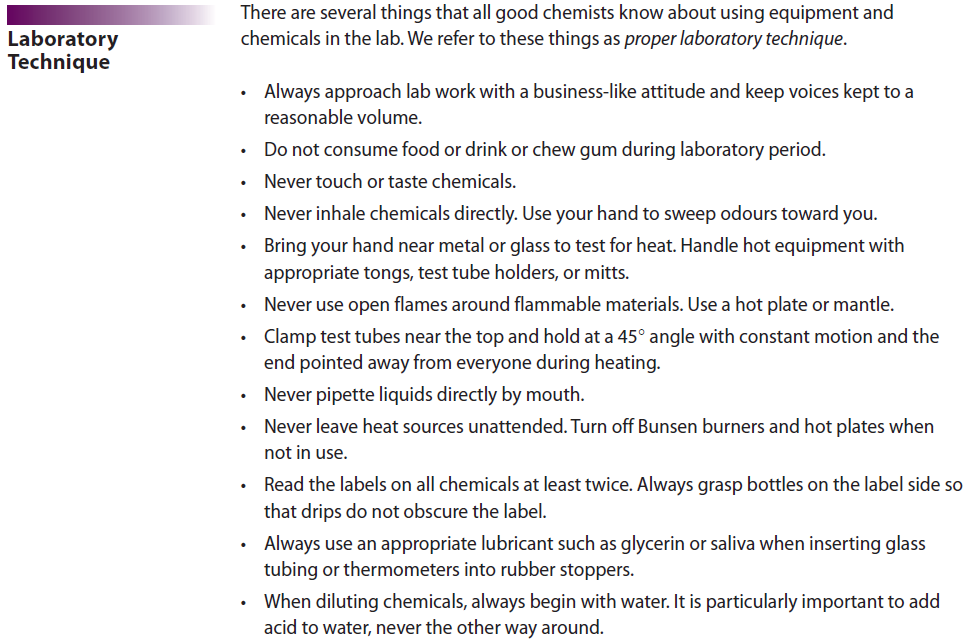 Laboratory
Technique
There are several things that all good chemists know about using equipment and
chemicals in the lab. We refer to these things as proper laboratory technique.
• Always approach lab work with a business-like attitude and keep voices kept to a
reasonable volume.
• Do not consume food or drink or chew gum during laboratory period.
• Never touch or taste chemicals.
• Never inhale chemicals directly. Use your hand to sweep odours toward you.
• Bring your hand near metal or glass to test for heat. Handle hot equipment with
appropriate tongs, test tube holders, or mitts.
• Never use open flames around flammable materials. Use a hot plate or mantle.
• Clamp test tubes near the top and hold at a 45° angle with constant motion and the
end pointed away from everyone during heating.
• Never pipette liquids directly by mouth.
• Never leave heat sources unattended. Turn off Bunsen burners and hot plates when
not in use.
• Read the labels on all chemicals at least twice. Always grasp bottles on the label side so
that drips do not obscure the label.
• Always use an appropriate lubricant such as glycerin or saliva when inserting glass
tubing or thermometers into rubber stoppers.
• When diluting chemicals, always begin with water. It is particularly important to add
acid to water, never the other way around.